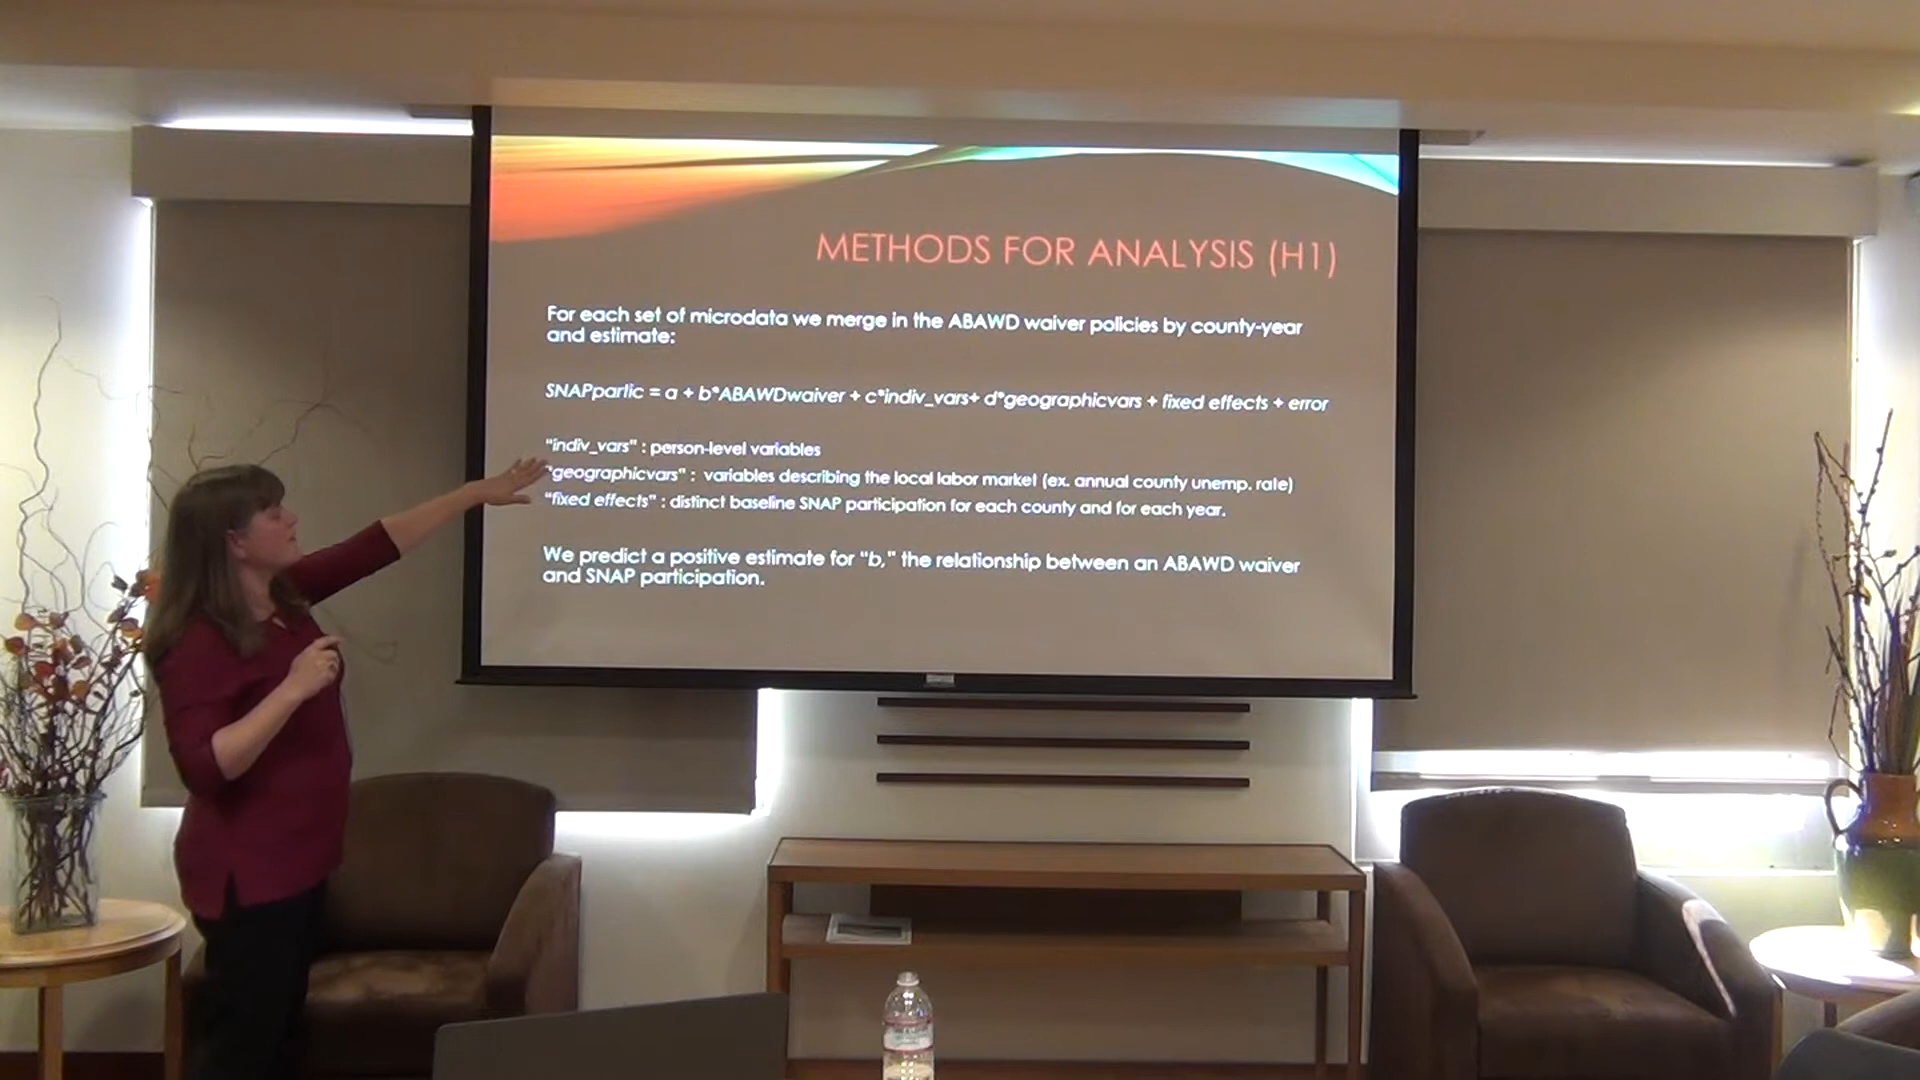 METHODS FOR ANALYSIS (H1)
For each set of microdata we merge in the ABAWD waiver policies by county-year
and estimate:
SNAPpartic = a + b*ABAWDwaiver + c*indiv_vars+ d*geographicvars + fixed effects + error
"indiv_vars" : person-level variables
"geographicvars" : variables describing the local labor market (ex. annual county unemp. rate)
"fixed effects" : distinct baseline SNAP participation for each county and for each year.
We predict a positive estimate for "b," the relationship between an ABAWD waiver
and SNAP participation.